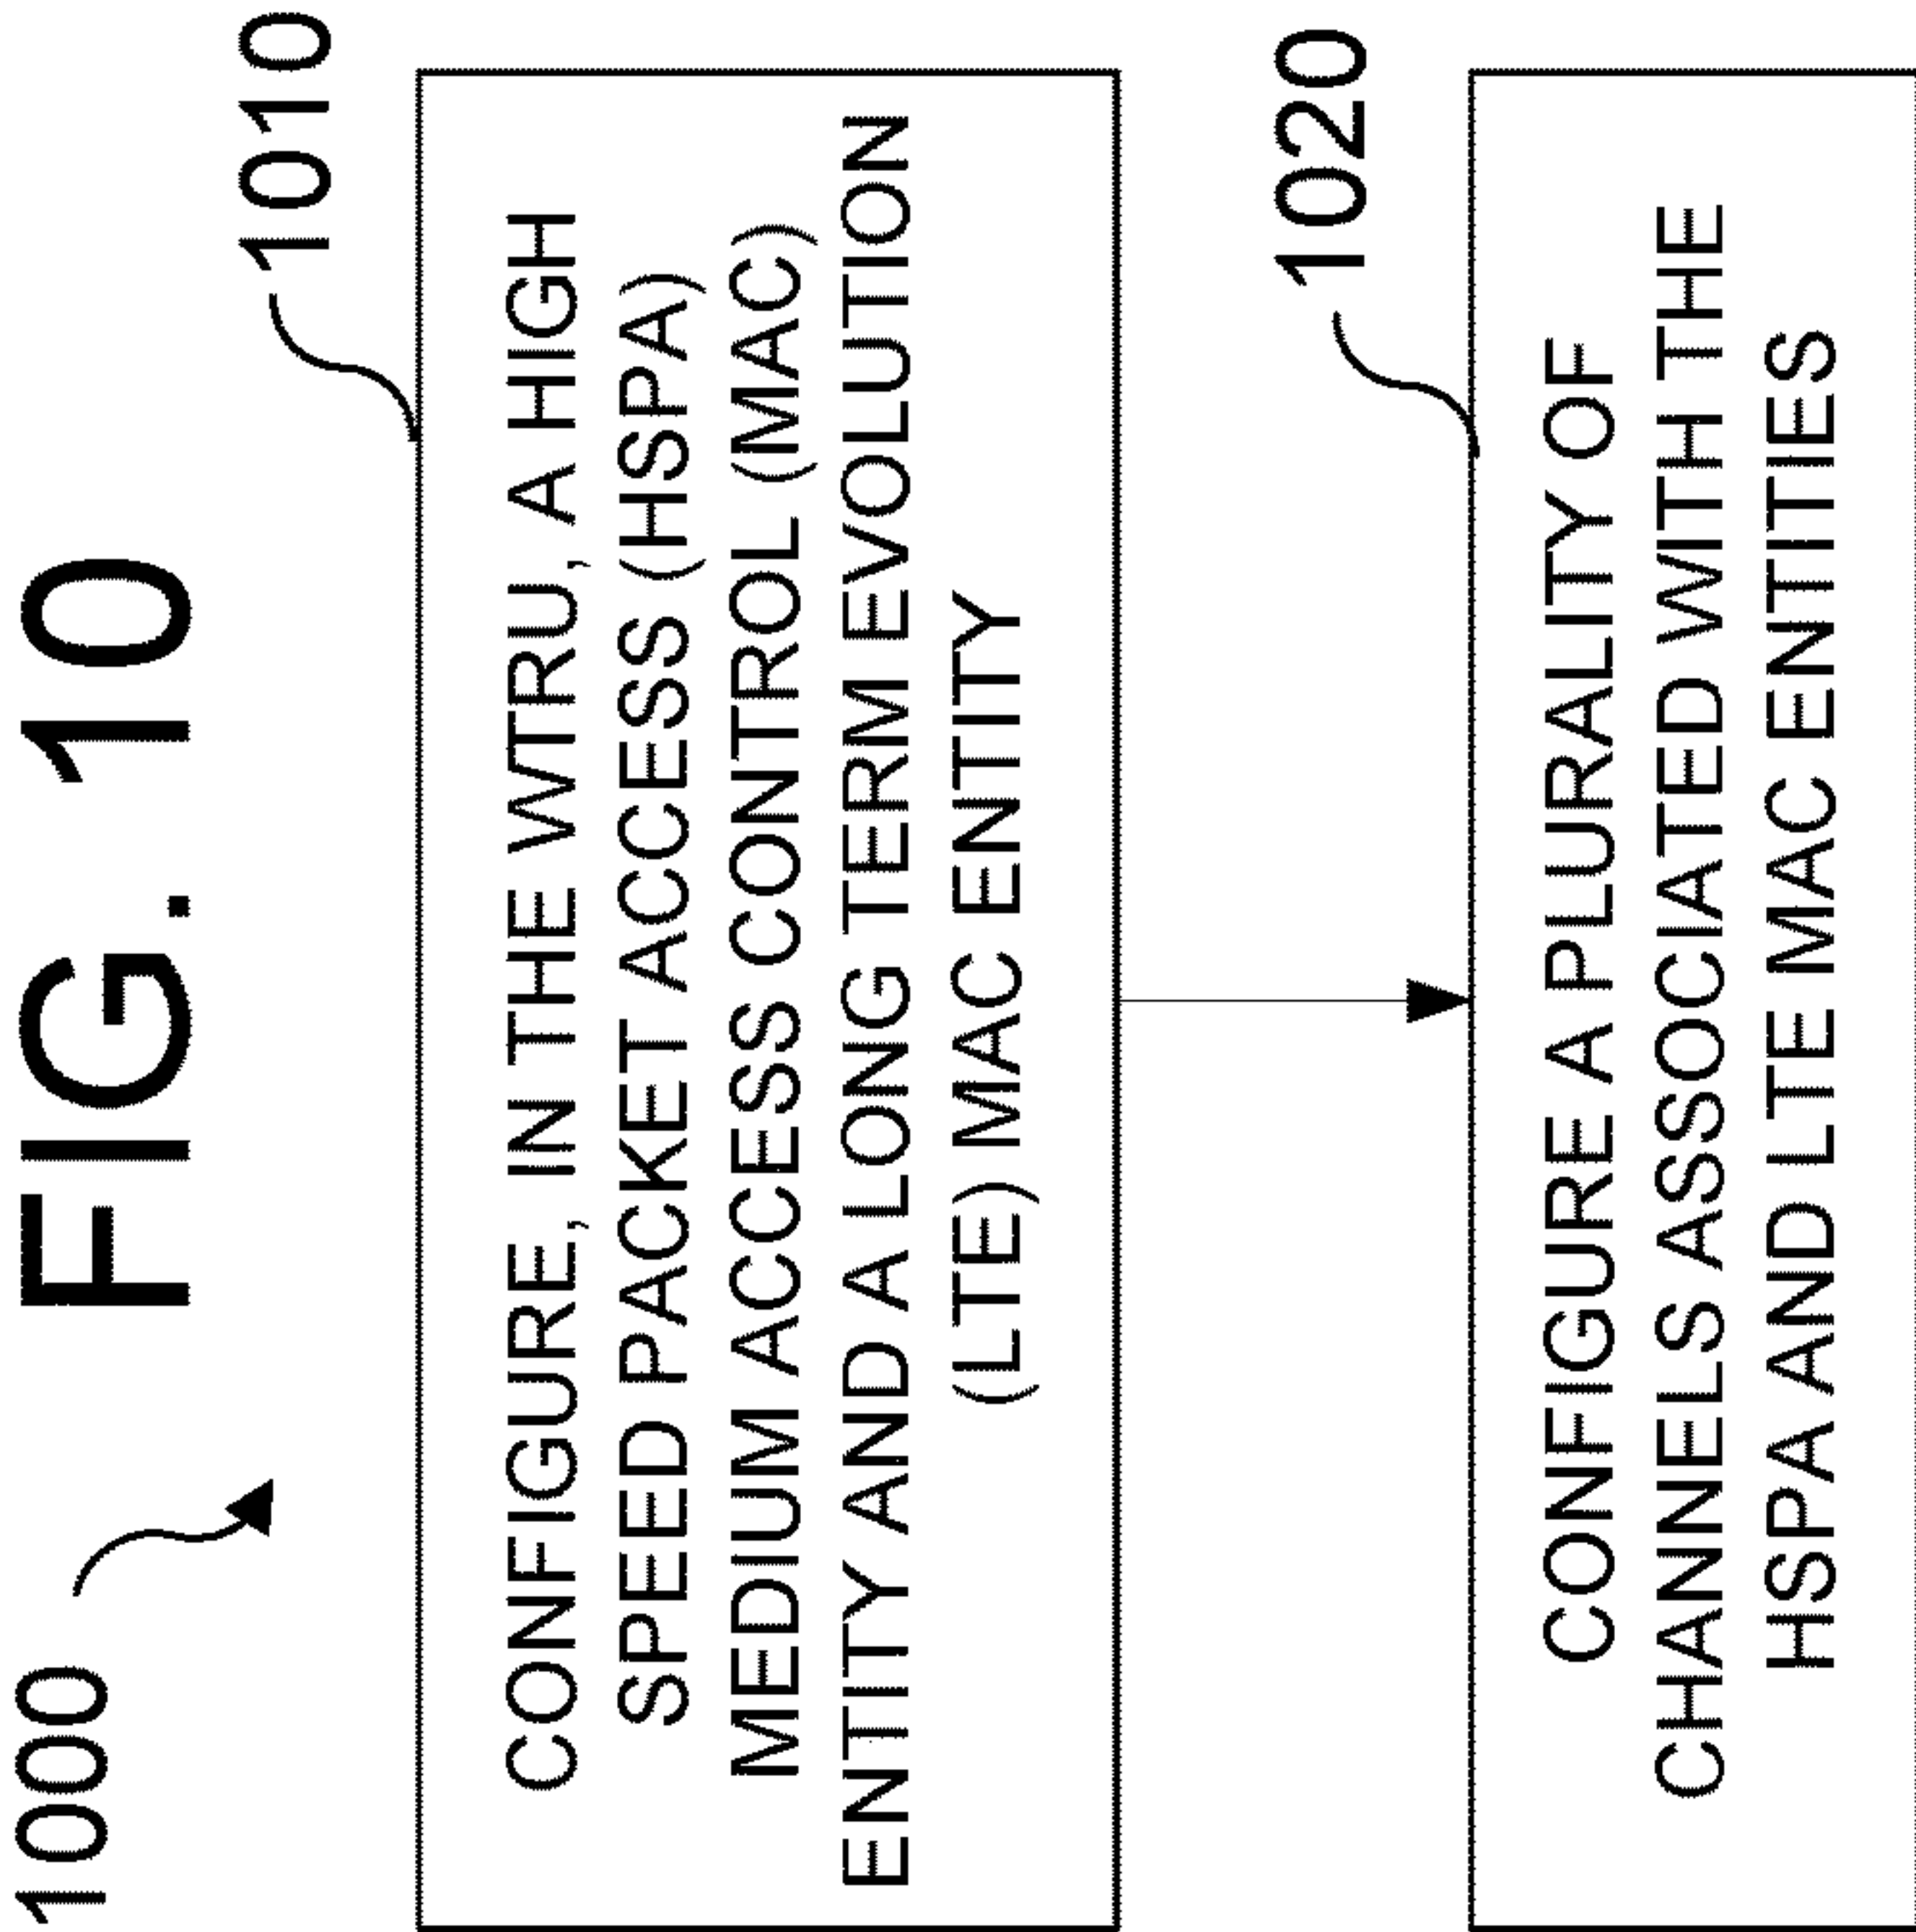 FIG. 10
1000
1010
CONFIGURE, IN THE WTRU, A HIGH
SPEED PACKET ACCESS (HSPA)
MEDIUM ACCESS CONTROL (MAC)
ENTITY AND A LONG TERM EVOLUTION
(LTE) MAC ENTITY
1020
CONFIGURE A PLURALITY OF
CHANNELS ASSOCIATED WITH THE
HSPA AND LTE MAC ENTITIES